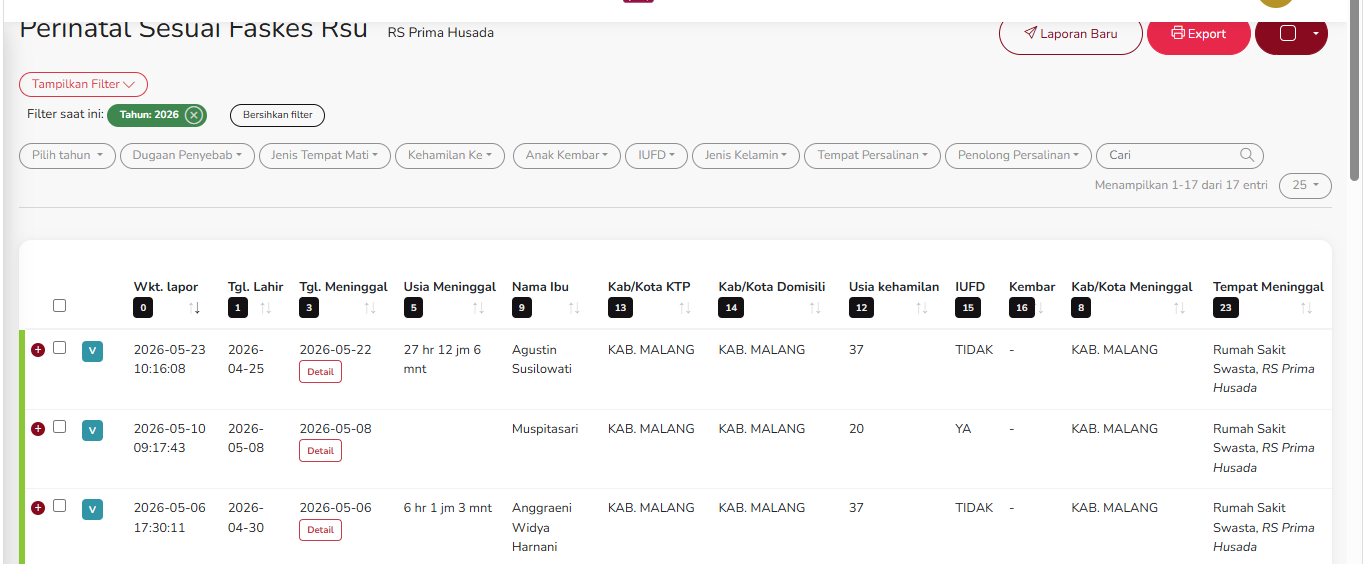 Perinatal Sesuai Faskes Rsu RS Prima Husada
Laporan Baru Export
Tampilkan Filter
Filter saat ini: Tahun: 2026 Bersihkan filter
Pilih tahun Dugaan Penyebab Jenis Tempat Mati Kehamilan Ke Anak Kembar IUFD Jenis Kelamin Tempat Persalinan Penolong Persalinan Cari
Menampilkan 1-17 dari 17 entri 25
Wkt. lapor Tgl. Lahir Tgl. Meninggal Usia Meninggal Nama Ibu Kab/Kota KTP Kab/Kota Domisili Usia kehamilan IUFD Kembar Kab/Kota Meninggal Tempat Meninggal
0 1 3 5 9 13 14 12 15 16 8 23
V 2026-05-23 2026- 2026-05-22 27 hr 12 jm 6 Agustin KAB. MALANG KAB. MALANG 37 TIDAK - KAB. MALANG Rumah Sakit
10:16:08 04-25 Detail mnt Susilowati Swasta, RS Prima
Husada
V 2026-05-10 2026- 2026-05-08 Muspitasari KAB. MALANG KAB. MALANG 20 YA - KAB. MALANG Rumah Sakit
09:17:43 05-08 Detail Swasta, RS Prima
Husada
V 2026-05-06 2026- 2026-05-06 6 hr 1 jm 3 mnt Anggraeni KAB. MALANG KAB. MALANG 37 TIDAK - KAB. MALANG Rumah Sakit
17:30:11 04-30 Detail Widya Swasta, RS Prima
Harnani Husada